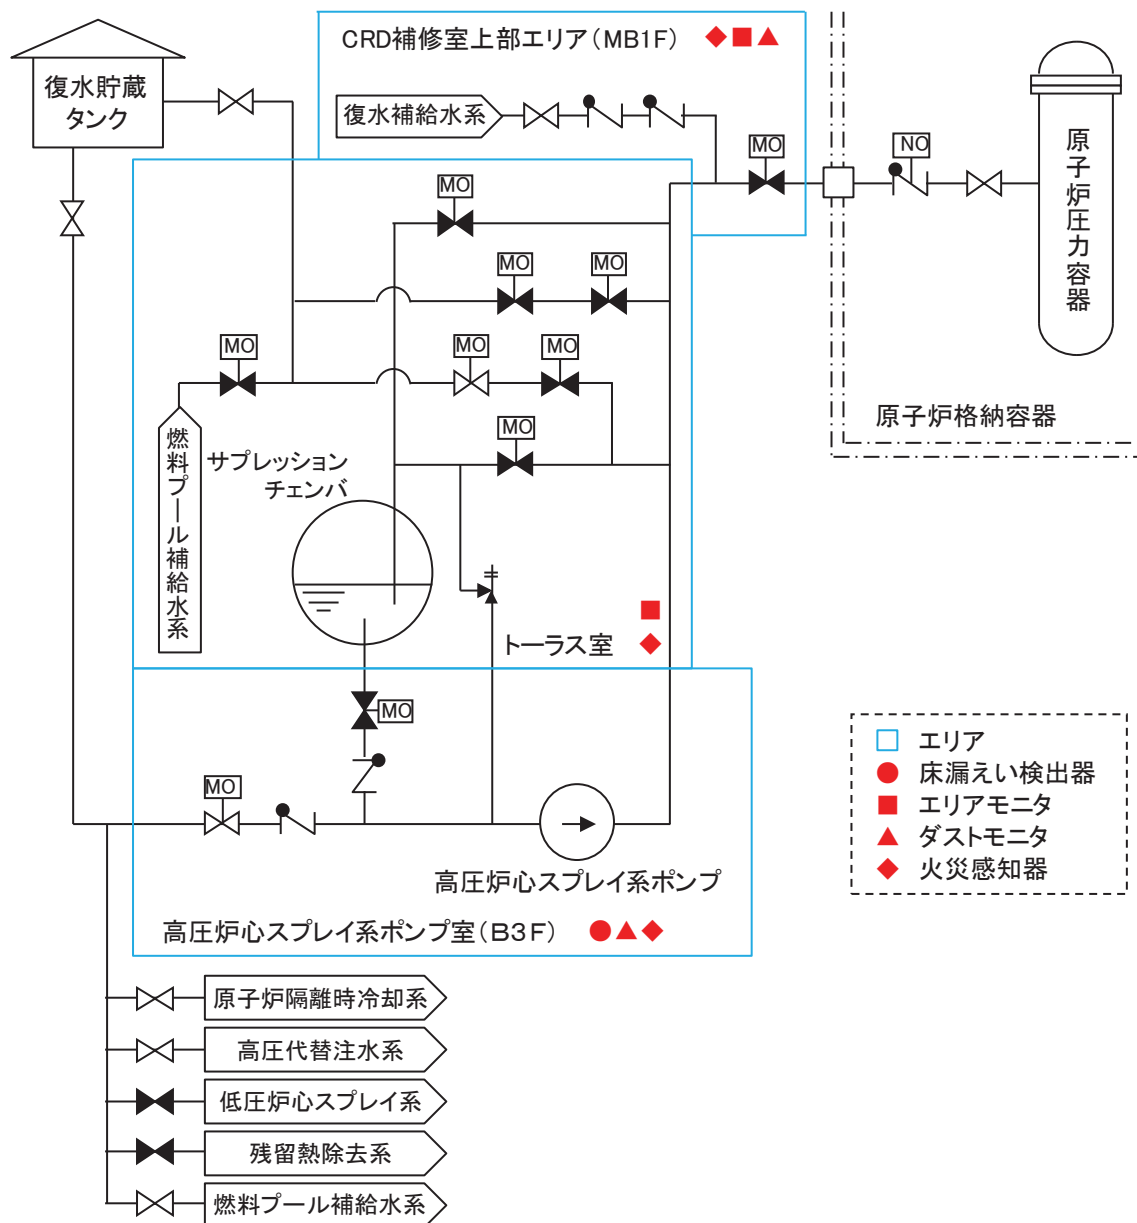 CRD補修室上部エリア（MB1F）
復水貯蔵
タンク
復水補給水系
MO
NO
原子炉圧力容器
MO
MO
MO
MO
MO
MO
原子炉格納容器
MO
燃料プール補給水系
サプレッション
チェンバ
トーラス室
MO
MO
高圧炉心スプレイ系ポンプ
高圧炉心スプレイ系ポンプ室（B3F）
エリア
床漏えい検出器
エリアモニタ
ダストモニタ
火災感知器
原子炉隔離時冷却系
高圧代替注水系
低圧炉心スプレイ系
残留熱除去系
燃料プール補給水系